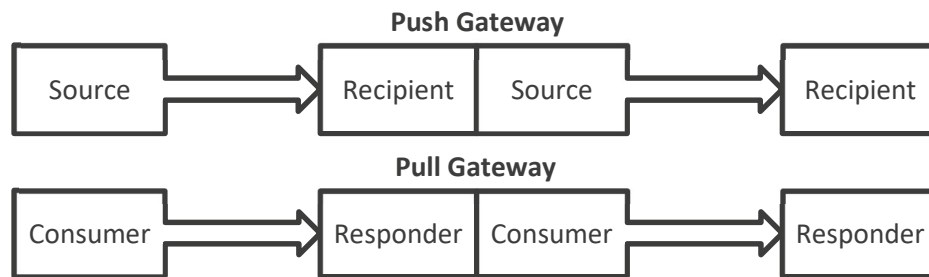 Push Gateway
Source Recipient Source Recipient
Pull Gateway
Consumer Responder Consumer Responder